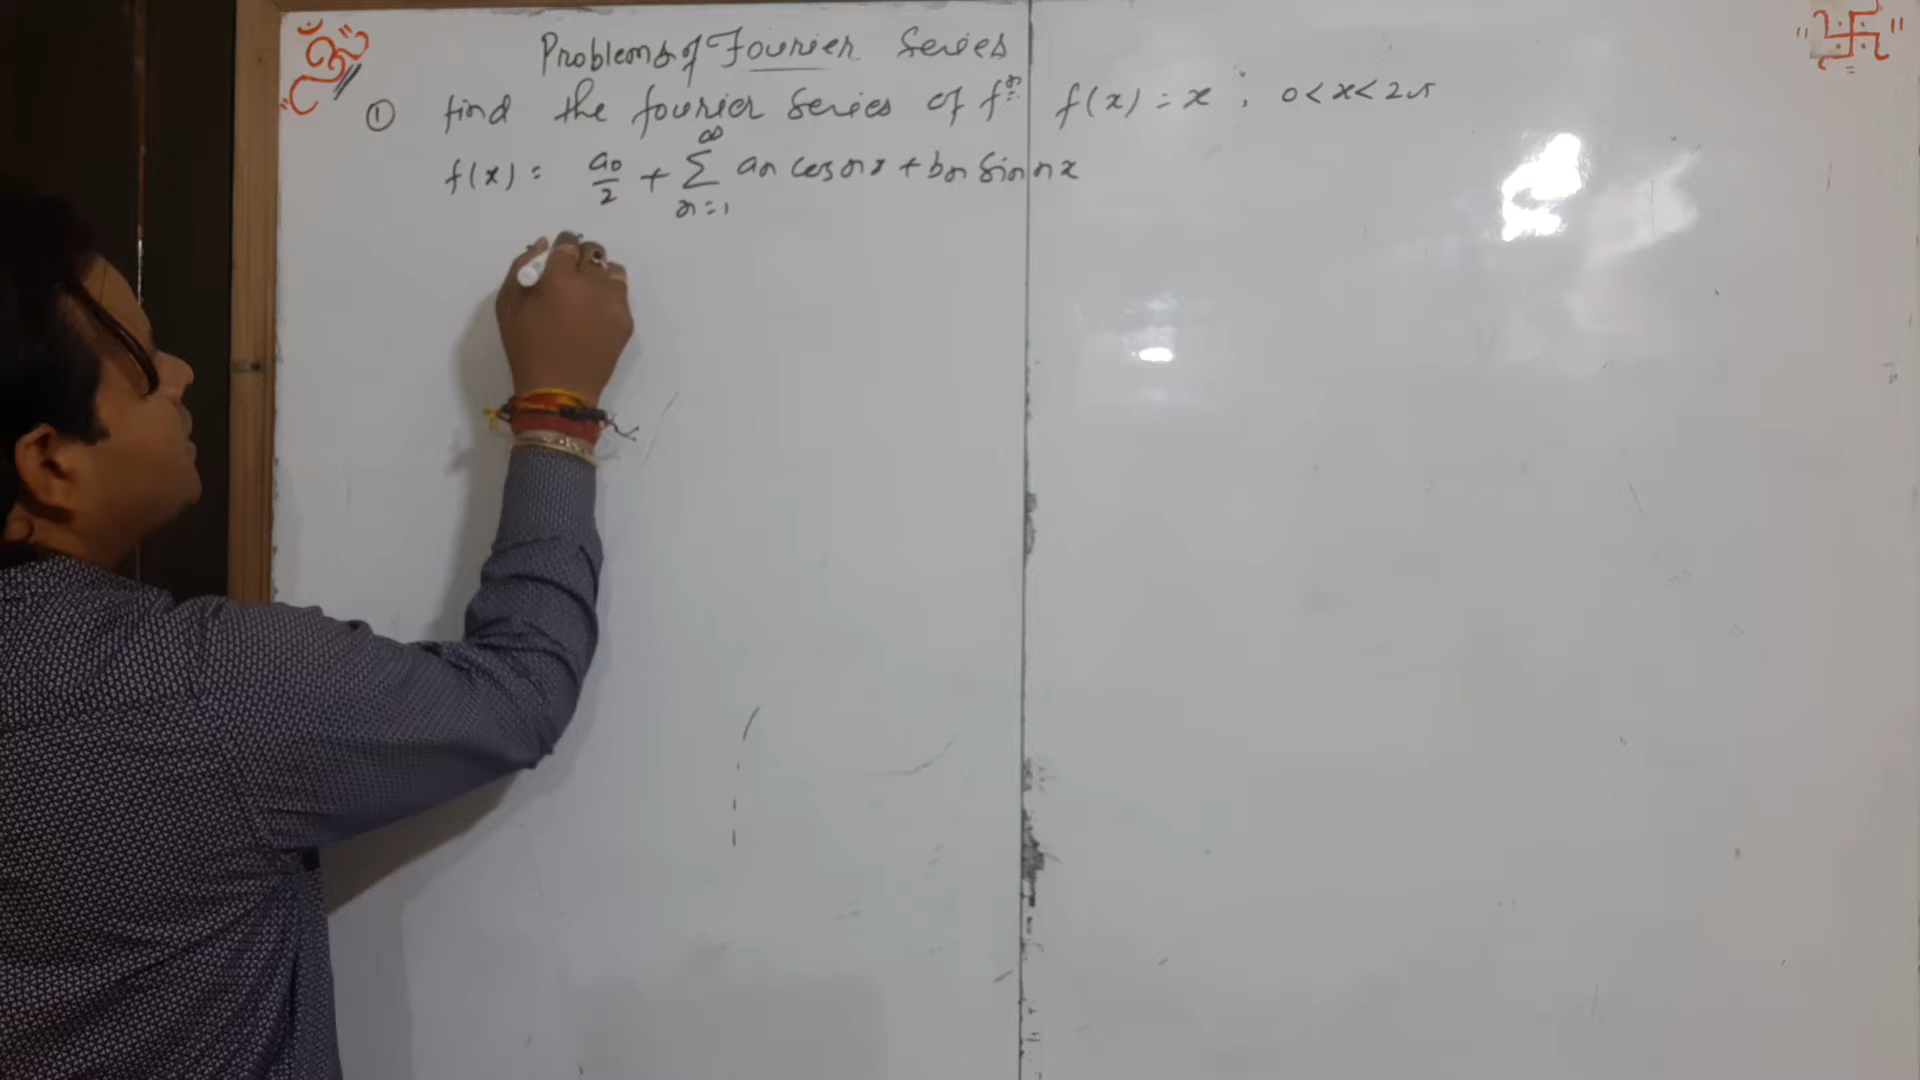 ॐ
Problems of Fourier Series
① find the fourier series of fⁿ f(x) = x ; 0 < x < 2π
f(x) = a₀/2 + ∑_{n=1}^{∞} aₙ cos nx + bₙ sin nx